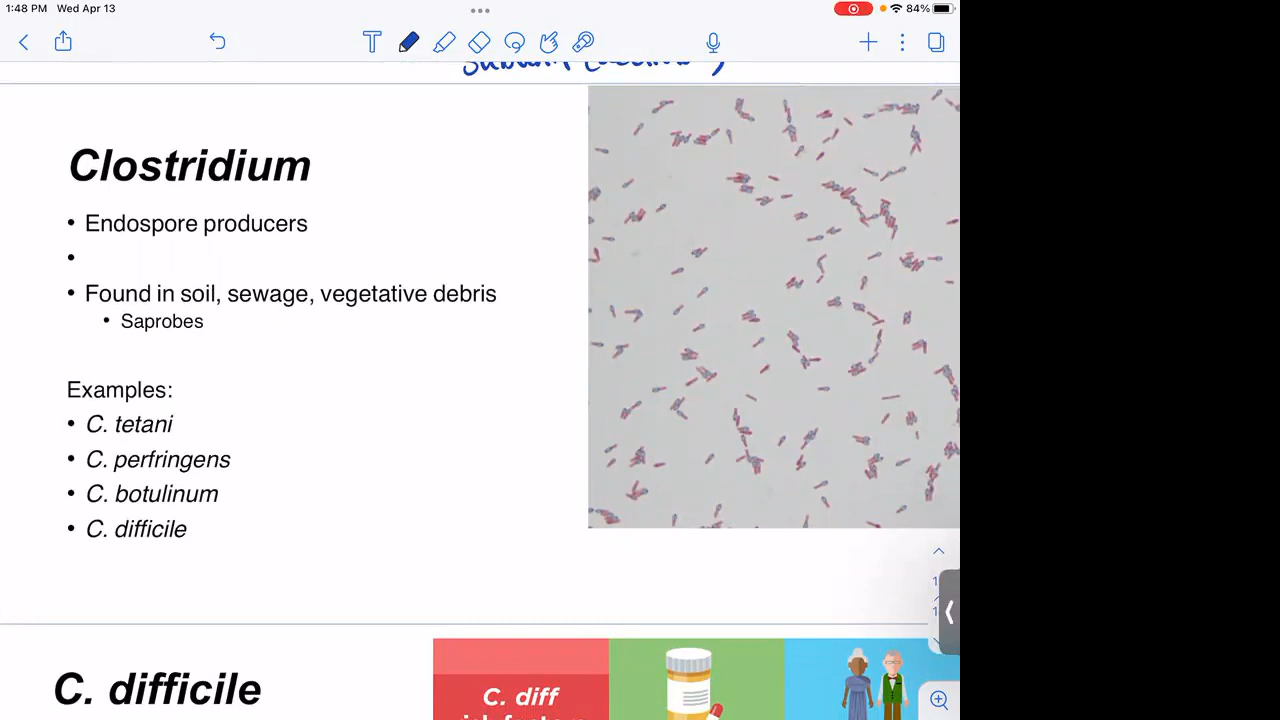 1:48 PM Wed Apr 13
84%
Clostridium
• Endospore producers
•
• Found in soil, sewage, vegetative debris
• Saprobes
Examples:
• C. tetani
• C. perfringens
• C. botulinum
• C. difficile
C. difficile
C. diff